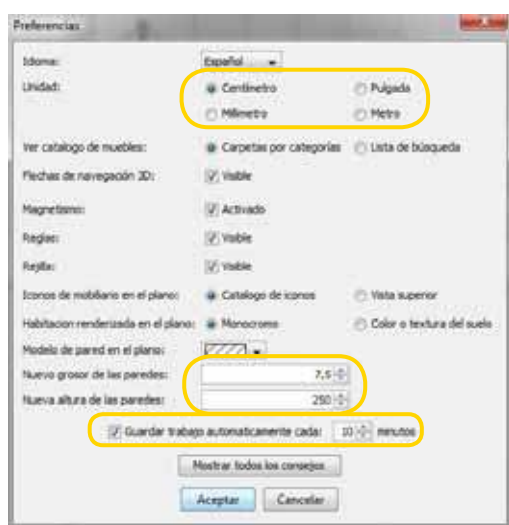 Preferencias
Idioma: Español
Unidad: Centímetro Pulgada
Milímetro Metro
Ver catalogo de muebles: Carpetas por categorías Lista de búsqueda
Flechas de navegación 3D: Visible
Magnetismo: Activado
Reglas: Visible
Rejilla: Visible
Iconos de mobiliario en el plano: Catalogo de iconos Vista superior
Habitacion renderizada en el plano: Monocromo Color o textura del suelo
Modelo de pared en el plano:
Nuevo grosor de las paredes: 7,5
Nueva altura de las paredes: 250
Guardar trabajo automaticamente cada: 10 minutos
Mostrar todos los consejos
Aceptar Cancelar